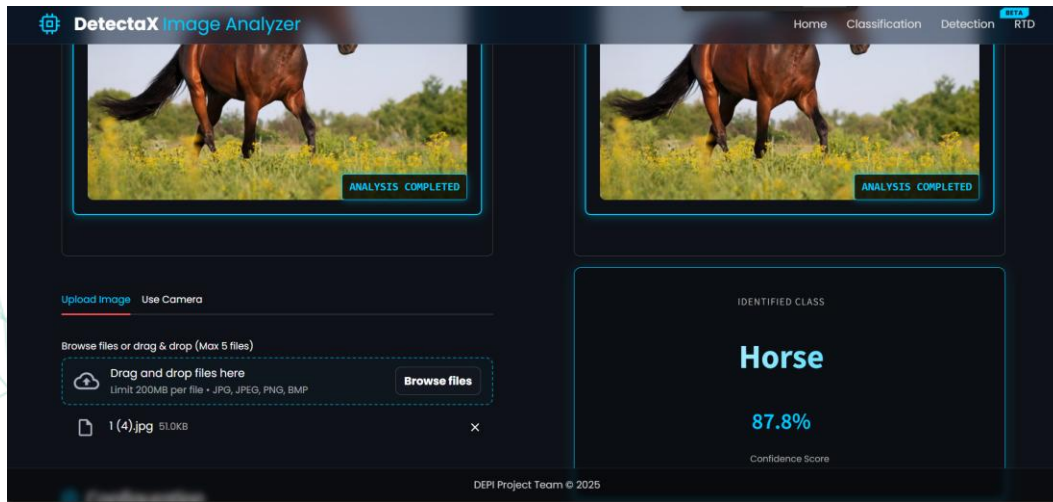 DetectaX Image Analyzer
Home Classification Detection RTD
BETA
ANALYSIS COMPLETED
ANALYSIS COMPLETED
Upload Image Use Camera
Browse files or drag & drop (Max 5 files)
Drag and drop files here
Limit 200MB per file • JPG, JPEG, PNG, BMP
Browse files
1 (4).jpg 51.0KB
IDENTIFIED CLASS
Horse
87.8%
Confidence Score
DEPI Project Team © 2025